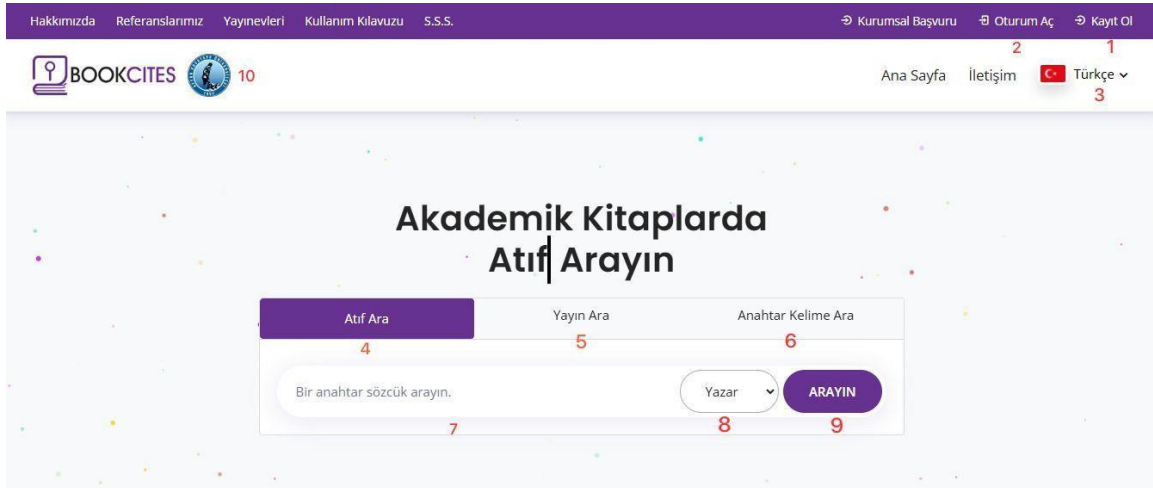 Hakkımızda Referanslarımız Yayınevleri Kullanım Kılavuzu S.S.S. Kurumsal Başvuru Oturum Aç Kayıt Ol
2 1
BOOKCITES 10 Ana Sayfa İletişim Türkçe
3
Akademik Kitaplarda
Atıf Arayın
Atıf Ara Yayın Ara Anahtar Kelime Ara
4 5 6
Bir anahtar sözcük arayın. Yazar ARAYIN
7 8 9